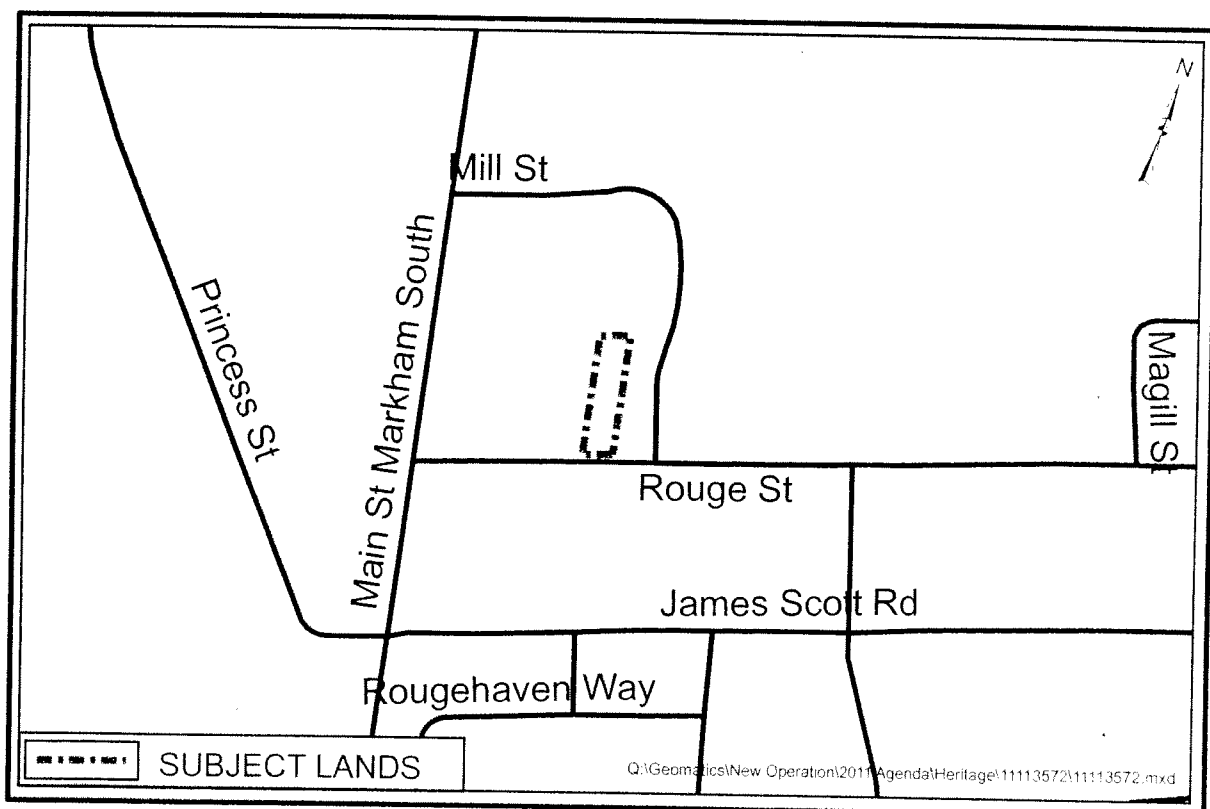 N
Mill St
Main St Markham South
Princess St
Magill St
Rouge St
James Scott Rd
Rougehaven Way
SUBJECT LANDS
Q:\Geomatics\New Operation\2011 Agenda\Heritage\11113572\11113572.mxd